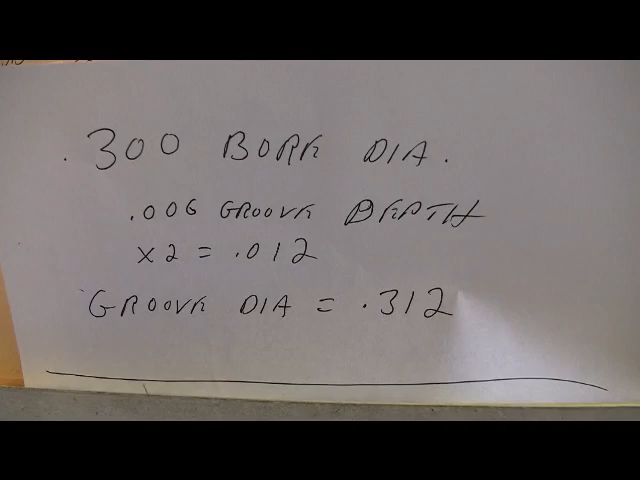 .300 BORE DIA.
.006 GROOVE DEPTH
x2 = .012
GROOVE DIA = .312